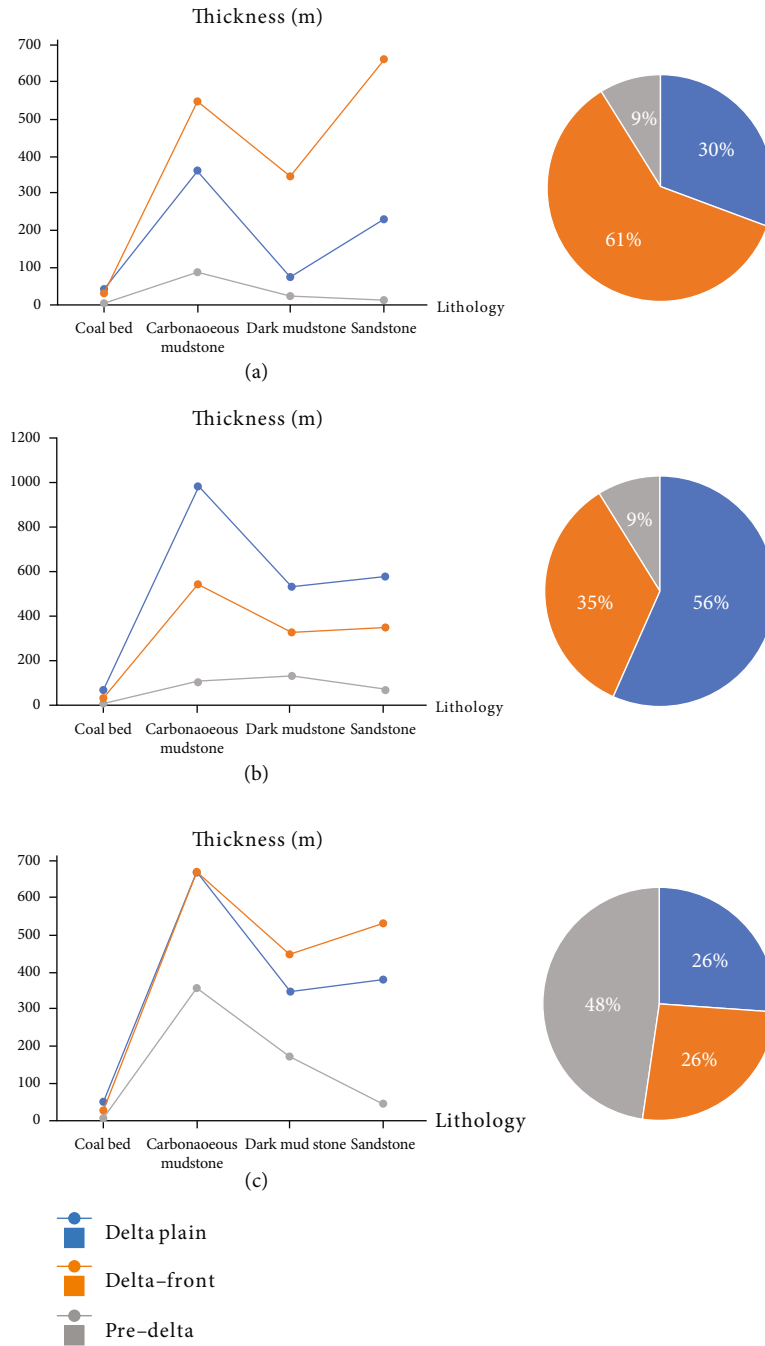 Thickness (m)
700
600
500
400
300
200
100
0
Coal bed
Carbonaoeous
mudstone
Dark mudstone
Sandstone
Lithology
9%
30%
61%
(a)
Thickness (m)
1200
1000
800
600
400
200
0
Coal bed
Carbonaoeous
mudstone
Dark mudstone
Sandstone
Lithology
9%
35%
56%
(b)
Thickness (m)
700
600
500
400
300
200
100
0
Coal bed
Carbonaoeous
mudstone
Dark mud stone
Sandstone
Lithology
26%
48%
26%
(c)
Delta plain
Delta–front
Pre–delta